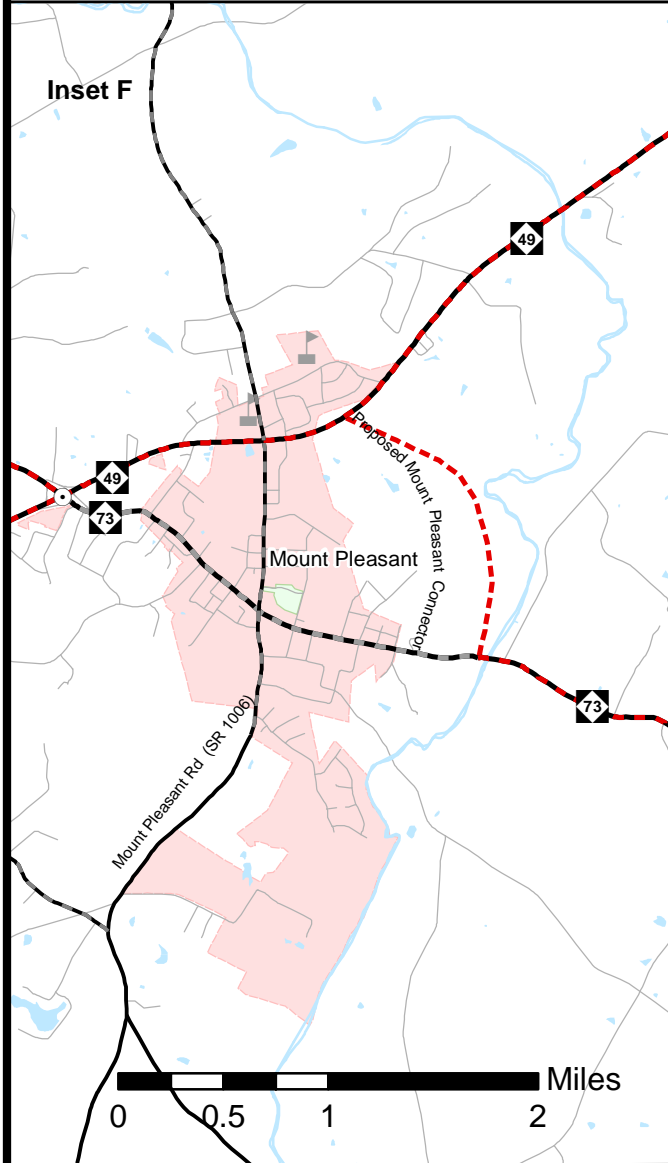 Inset F
49
49
73
Proposed Mount Pleasant Connector
Mount Pleasant
73
Mount Pleasant Rd (SR 1006)
Miles
0 0.5 1 2